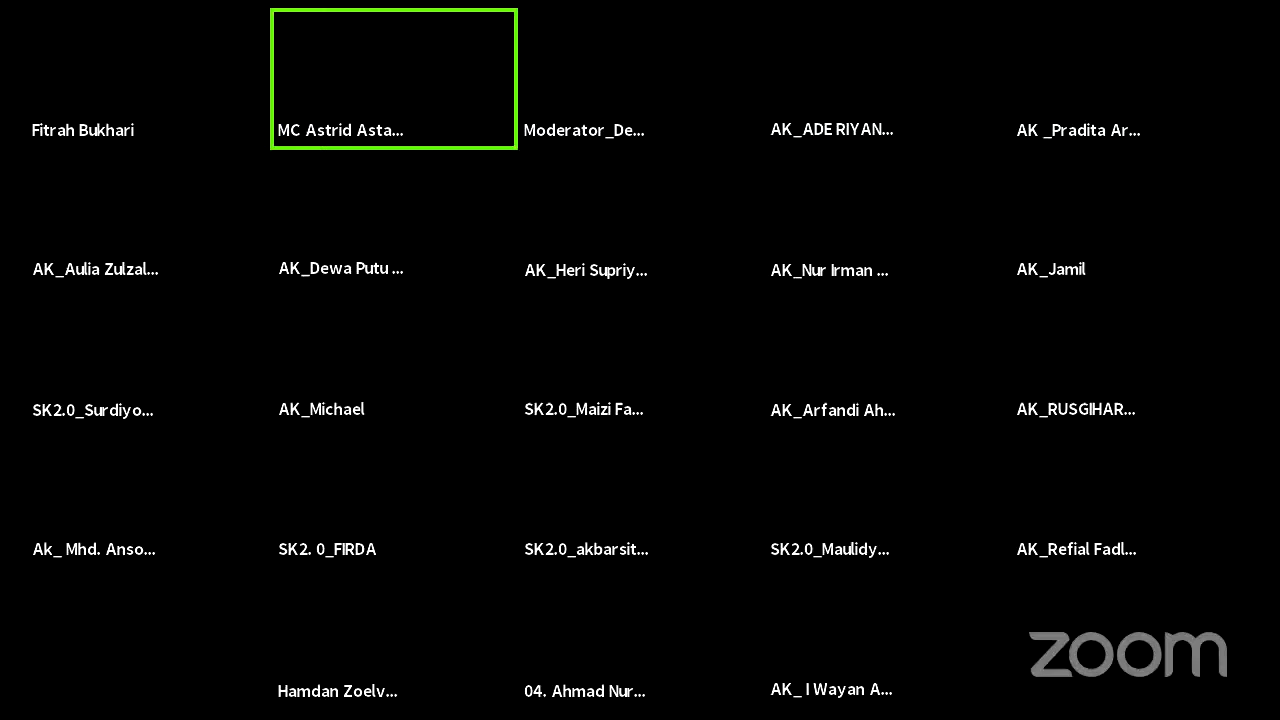 Fitrah Bukhari
MC Astrid Asta...
Moderator_De...
AK_ADE RIYAN...
AK _Pradita Ar...
AK_Aulia Zulzal...
AK_Dewa Putu ...
AK_Heri Supriy...
AK_Nur Irman ...
AK_Jamil
SK2.0_Surdiyo...
AK_Michael
SK2.0_Maizi Fa...
AK_Arfandi Ah...
AK_RUSGIHAR...
Ak_ Mhd. Anso...
SK2. 0_FIRDA
SK2.0_akbarsit...
SK2.0_Maulidy...
AK_Refial Fadl...
Hamdan Zoelv...
04. Ahmad Nur...
AK_ I Wayan A...
zoom